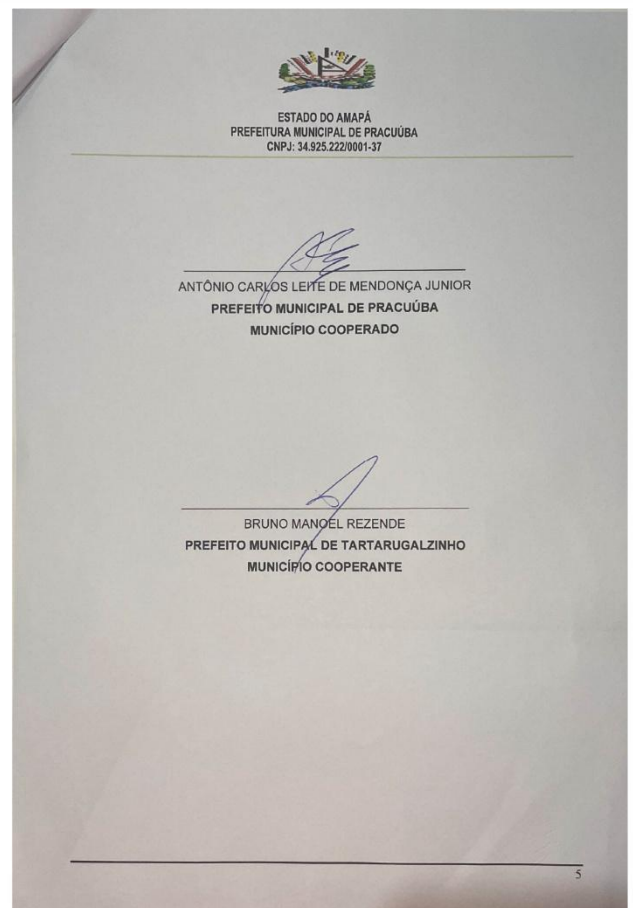 ESTADO DO AMAPÁ
PREFEITURA MUNICIPAL DE PRACUÚBA
CNPJ: 34.925.222/0001-37
ANTÔNIO CARLOS LEITE DE MENDONÇA JUNIOR
PREFEITO MUNICIPAL DE PRACUÚBA
MUNICÍPIO COOPERADO
BRUNO MANOEL REZENDE
PREFEITO MUNICIPAL DE TARTARUGALZINHO
MUNICÍPIO COOPERANTE
5